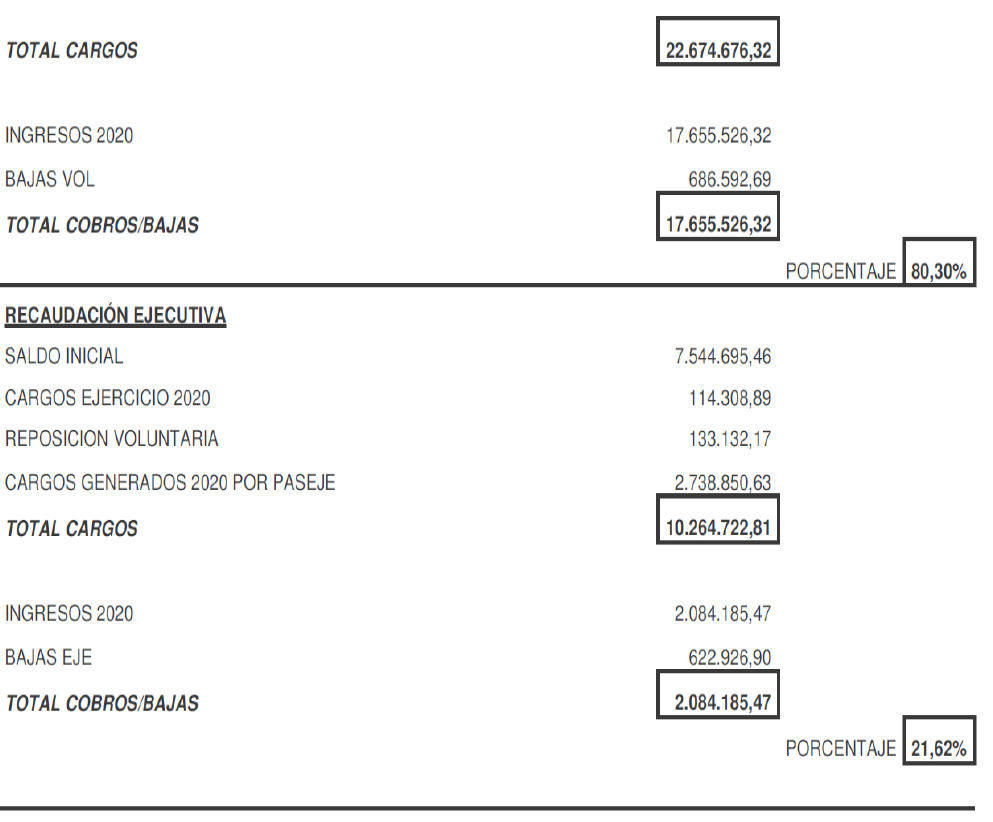 TOTAL CARGOS 22.674.676,32
INGRESOS 2020 17.655.526,32
BAJAS VOL 686.592,69
TOTAL COBROS/BAJAS 17.655.526,32
PORCENTAJE 80,30%
RECAUDACIÓN EJECUTIVA
SALDO INICIAL 7.544.695,46
CARGOS EJERCICIO 2020 114.308,89
REPOSICION VOLUNTARIA 133.132,17
CARGOS GENERADOS 2020 POR PASEJE 2.738.850,63
TOTAL CARGOS 10.264.722,81
INGRESOS 2020 2.084.185,47
BAJAS EJE 622.926,90
TOTAL COBROS/BAJAS 2.084.185,47
PORCENTAJE 21,62%